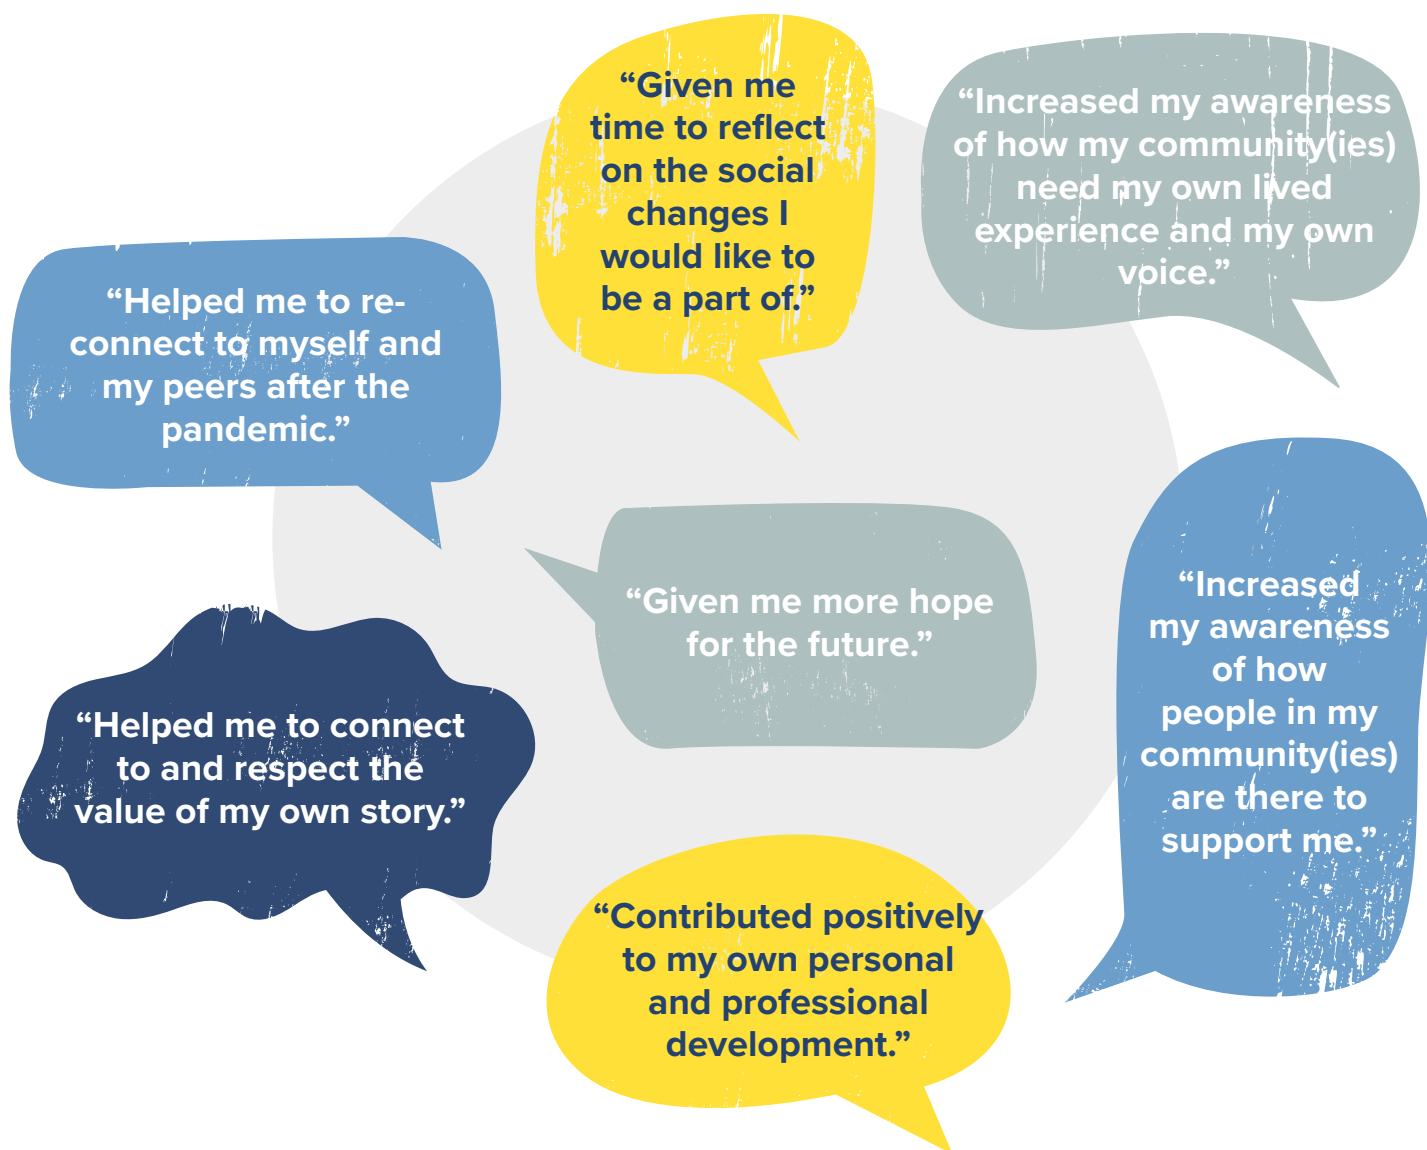 “Given me
time to reflect
on the social
changes I
would like to
be a part of.”
“Increased my awareness
of how my community(ies)
need my own lived
experience and my own
voice.”
“Helped me to re-
connect to myself and
my peers after the
pandemic.”
“Given me more hope
for the future.”
“Increased
my awareness
of how
people in my
community(ies)
are there to
support me.”
“Helped me to connect
to and respect the
value of my own story.”
“Contributed positively
to my own personal
and professional
development.”